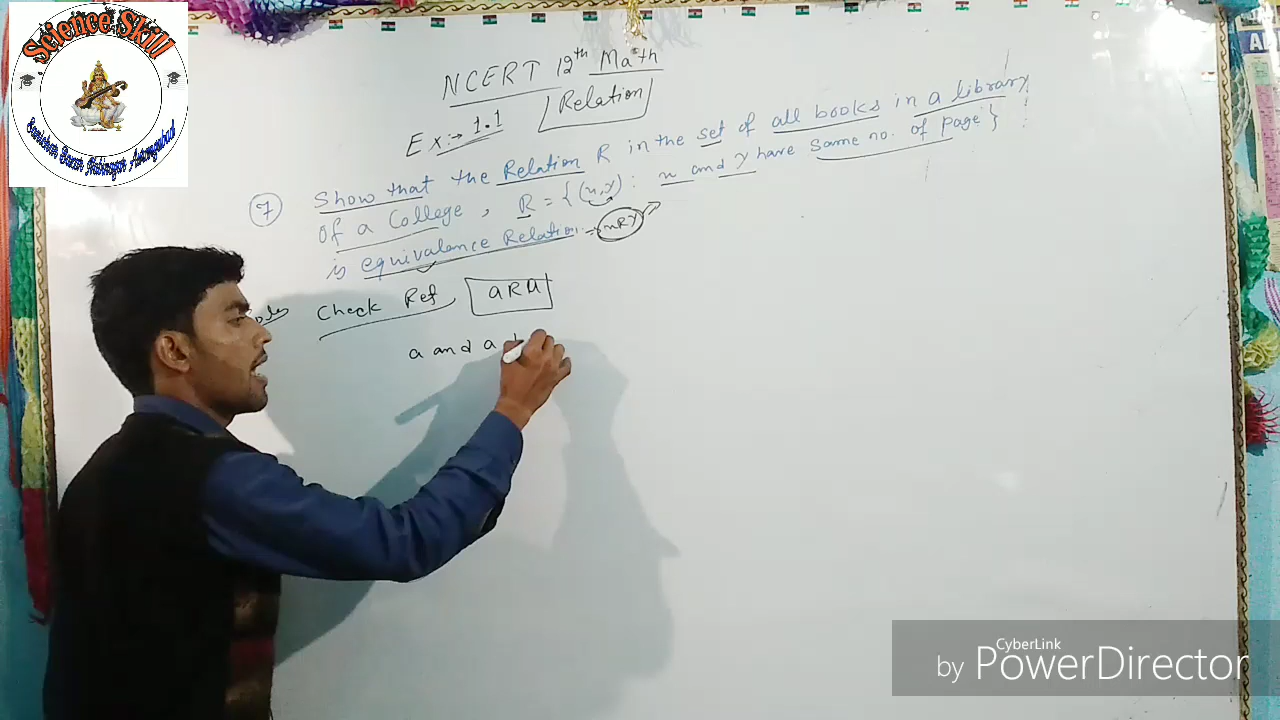 Science Skill
NCERT 12th Math
Relation
Ex:→ 1.1
7 Show that the Relation R in the set of all books in a library
of a College, R = {(x,y): x and y have same no. of page}
is equivalence Relation. xRy
Check Ref aRa
a and a
CyberLink
by PowerDirector